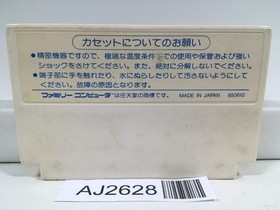 カセットについてのお願い
●精密機器ですので、極端な温度条件下での使用や保管および強い
ショックをさけてください。また、絶対に分解しないでください。
●端子部に手を触れたり、水にぬらしたりして汚さないようにして
ください。故障の原因となります。
ファミリー コンピュータ™は任天堂の商標です。 MADE IN JAPAN 850610
AJ2628